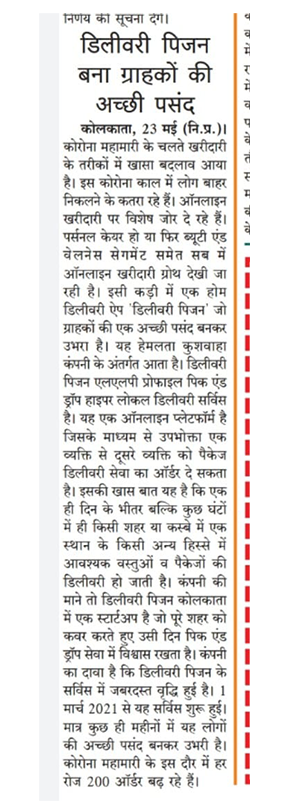 निर्णय की सूचना देंगे।
डिलीवरी पिजन
बना ग्राहकों की
अच्छी पसंद
कोलकाता, 23 मई (नि.प्र.)।
कोरोना महामारी के चलते खरीदारी
के तरीकों में खासा बदलाव आया
है। इस कोरोना काल में लोग बाहर
निकलने के कतरा रहे हैं। ऑनलाइन
खरीदारी पर विशेष जोर दे रहे हैं।
पर्सनल केयर हो या फिर ब्यूटी एंड
वेलनेस सेगमेंट समेत सब में
ऑनलाइन खरीदारी ग्रोथ देखी जा
रही है। इसी कड़ी में एक होम
डिलीवरी ऐप 'डिलीवरी पिजन' जो
ग्राहकों की एक अच्छी पसंद बनकर
उभरा है। यह हेमलता कुशवाहा
कंपनी के अंतर्गत आता है। डिलीवरी
पिजन एलएलपी प्रोफाइल पिक एंड
ड्रॉप हाइपर लोकल डिलीवरी सर्विस
है। यह एक ऑनलाइन प्लेटफॉर्म है
जिसके माध्यम से उपभोक्ता एक
व्यक्ति से दूसरे व्यक्ति को पैकेज
डिलीवरी सेवा का ऑर्डर दे सकता
है। इसकी खास बात यह है कि एक
ही दिन के भीतर बल्कि कुछ घंटों
में ही किसी शहर या कस्बे में एक
स्थान के किसी अन्य हिस्से में
आवश्यक वस्तुओं व पैकेजों की
डिलीवरी हो जाती है। कंपनी की
माने तो डिलीवरी पिजन कोलकाता
में एक स्टार्टअप है जो पूरे शहर को
कवर करते हुए उसी दिन पिक एंड
ड्रॉप सेवा में विश्वास रखता है। कंपनी
का दावा है कि डिलीवरी पिजन के
सर्विस में जबरदस्त वृद्धि हुई है। 1
मार्च 2021 से यह सर्विस शुरू हुई।
मात्र कुछ ही महीनों में यह लोगों
की अच्छी पसंद बनकर उभरी है।
कोरोना महामारी के इस दौर में हर
रोज 200 ऑर्डर बढ़ रहे हैं।